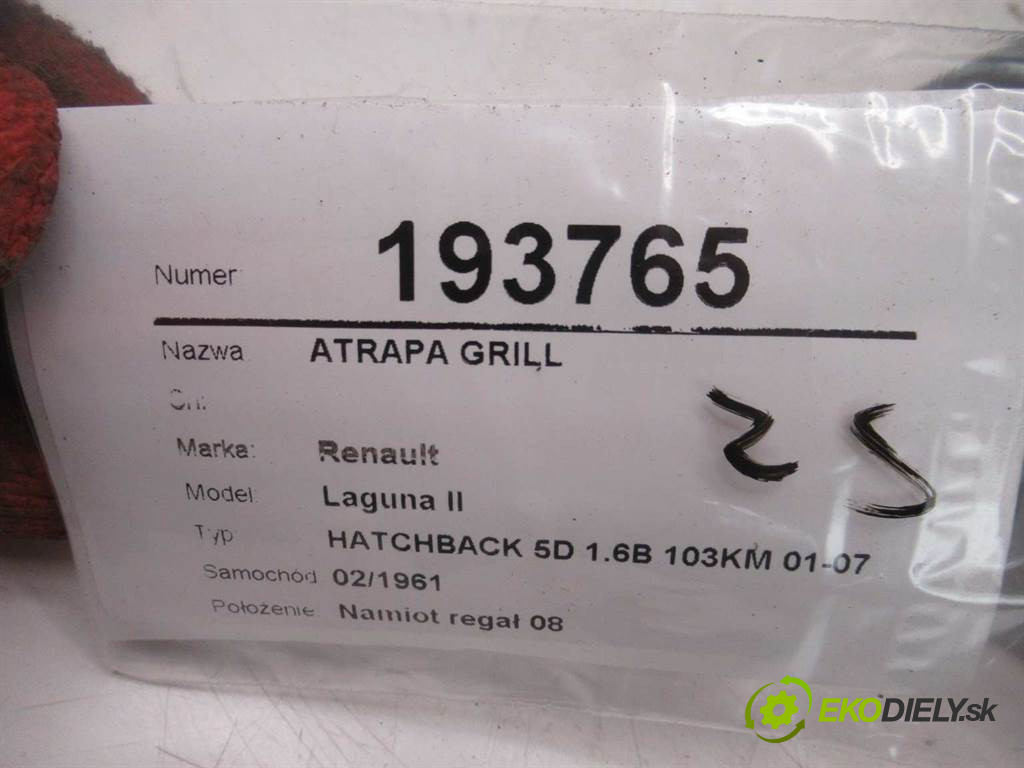 Numer 193765
Nazwa ATRAPA GRILL
Marka: Renault
Model Laguna II
Typ HATCHBACK 5D 1.6B 103KM 01-07
Samochód 02/1961
Położenie Namiot regał 08
EKODIELY.sk